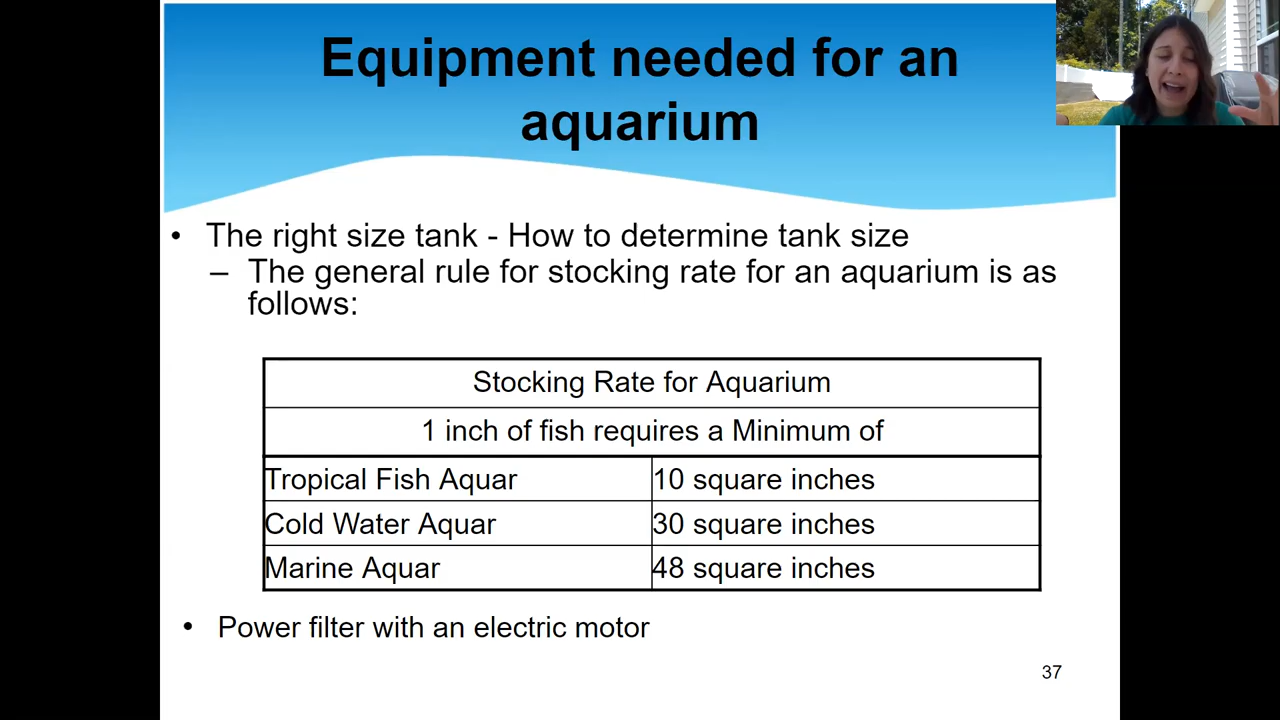 Equipment needed for an
aquarium
• The right size tank - How to determine tank size
– The general rule for stocking rate for an aquarium is as
follows:
Stocking Rate for Aquarium
1 inch of fish requires a Minimum of
Tropical Fish Aquar 10 square inches
Cold Water Aquar 30 square inches
Marine Aquar 48 square inches
• Power filter with an electric motor
37